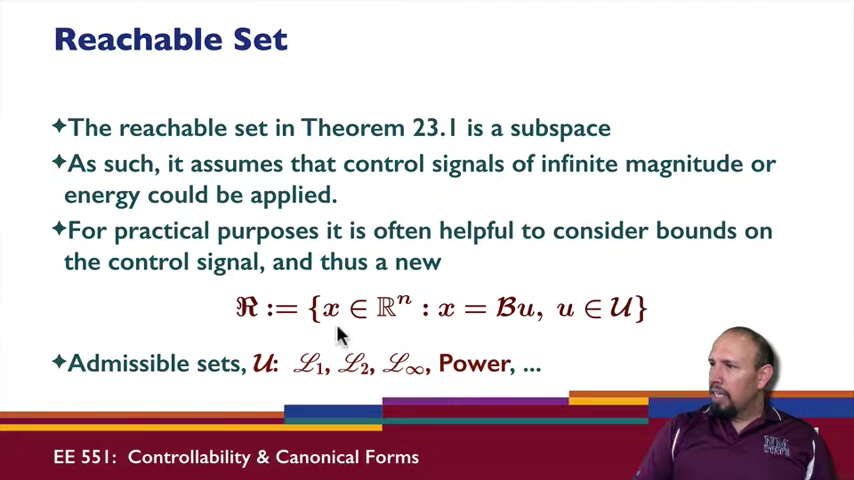 Reachable Set
✦The reachable set in Theorem 23.1 is a subspace
✦As such, it assumes that control signals of infinite magnitude or
energy could be applied.
✦For practical purposes it is often helpful to consider bounds on
the control signal, and thus a new
ℜ := {x ∈ ℝⁿ : x = ℬu, u ∈ 𝒰}
✦Admissible sets, 𝒰: ℒ₁, ℒ₂, ℒ∞, Power, ...
EE 551: Controllability & Canonical Forms
NM
STATE